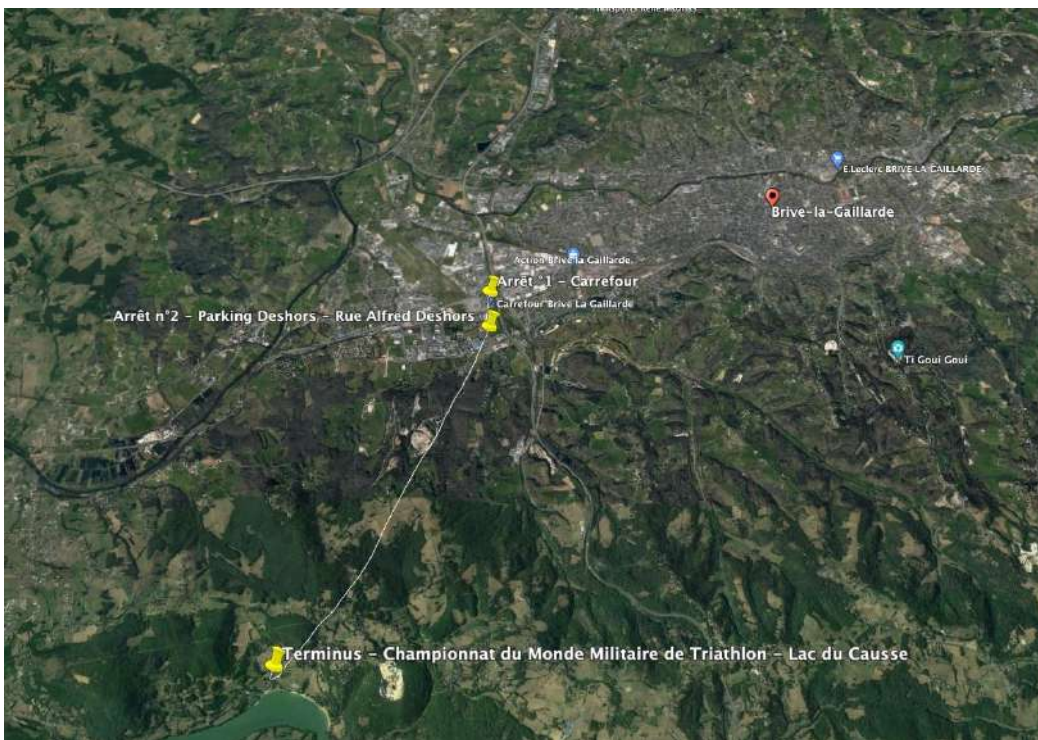 E.Leclerc BRIVE LA GAILLARDE
Brive-la-Gaillarde
Action Brive la Gaillarde
Arrêt °1 - Carrefour
Carrefour Brive La Gaillarde
Arrêt n°2 - Parking Deshors - Rue Alfred Deshors
Ti Goui Goui
Terminus - Championnat du Monde Militaire de Triathlon - Lac du Causse